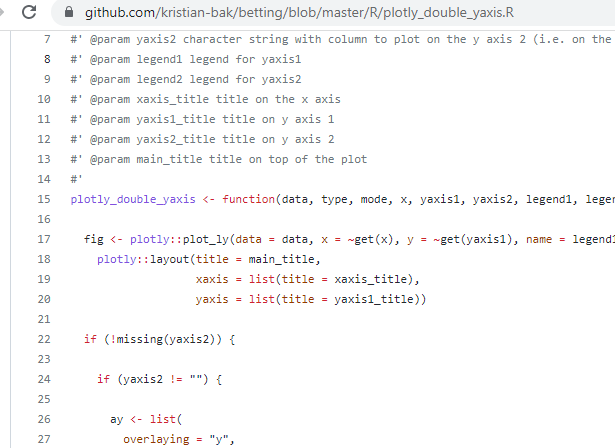 github.com/kristian-bak/betting/blob/master/R/plotly_double_yaxis.R
7 #' @param yaxis2 character string with column to plot on the y axis 2 (i.e. on the
8 #' @param legend1 legend for yaxis1
9 #' @param legend2 legend for yaxis2
10 #' @param xaxis_title title on the x axis
11 #' @param yaxis1_title title on y axis 1
12 #' @param yaxis2_title title on y axis 2
13 #' @param main_title title on top of the plot
14 #'
15 plotly_double_yaxis <- function(data, type, mode, x, yaxis1, yaxis2, legend1, legen
16
17 fig <- plotly::plot_ly(data = data, x = ~get(x), y = ~get(yaxis1), name = legend1
18 plotly::layout(title = main_title,
19 xaxis = list(title = xaxis_title),
20 yaxis = list(title = yaxis1_title))
21
22 if (!missing(yaxis2)) {
23
24 if (yaxis2 != "") {
25
26 ay <- list(
27 overlaying = "y",